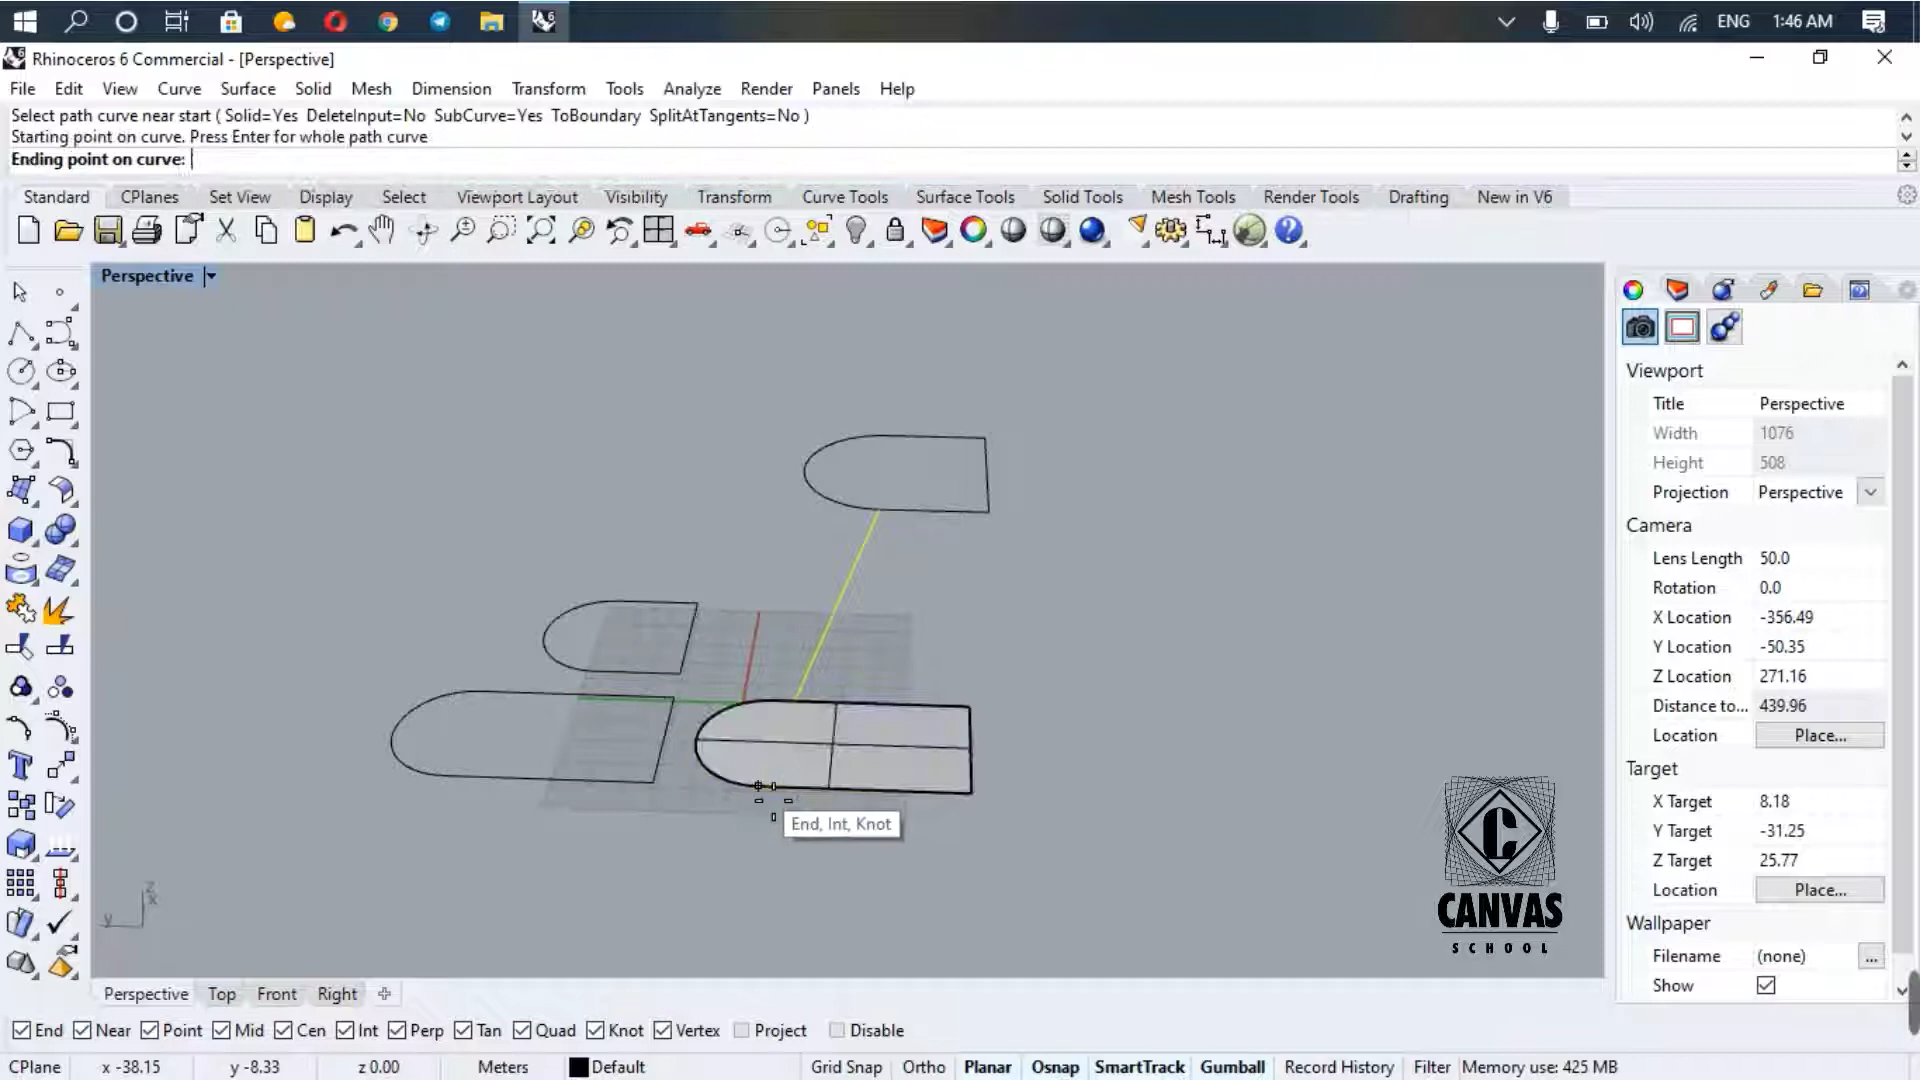 ENG 1:46 AM
Rhinoceros 6 Commercial - [Perspective]
File Edit View Curve Surface Solid Mesh Dimension Transform Tools Analyze Render Panels Help
Select path curve near start ( Solid=Yes DeleteInput=No SubCurve=Yes ToBoundary SplitAtTangents=No )
Starting point on curve. Press Enter for whole path curve
Ending point on curve:
Standard CPlanes Set View Display Select Viewport Layout Visibility Transform Curve Tools Surface Tools Solid Tools Mesh Tools Render Tools Drafting New in V6
Perspective
Viewport
Title Perspective
Width 1076
Height 508
Projection Perspective
Camera
Lens Length 50.0
Rotation 0.0
X Location -356.49
Y Location -50.35
Z Location 271.16
Distance to... 439.96
Location Place...
Target
X Target 8.18
Y Target -31.25
Z Target 25.77
Location Place...
Wallpaper
Filename (none) ...
Show
End, Int, Knot
z
x
y
CANVAS
SCHOOL
Perspective Top Front Right
End Near Point Mid Cen Int Perp Tan Quad Knot Vertex Project Disable
CPlane x -38.15 y -8.33 z 0.00 Meters Default Grid Snap Ortho Planar Osnap SmartTrack Gumball Record History Filter Memory use: 425 MB